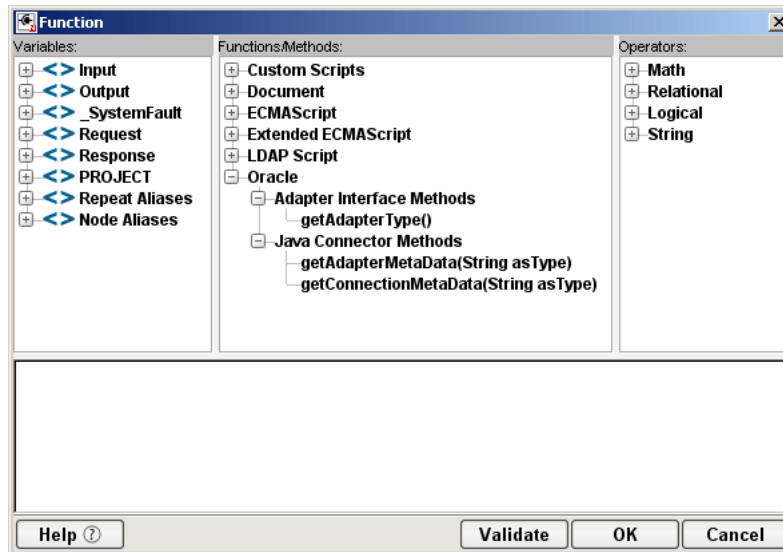 Function
Variables:
Functions/Methods:
Operators:
<> Input
<> Output
<> _SystemFault
<> Request
<> Response
<> PROJECT
<> Repeat Aliases
<> Node Aliases
Custom Scripts
Document
ECMAScript
Extended ECMAScript
LDAP Script
Oracle
Adapter Interface Methods
getAdapterType()
Java Connector Methods
getAdapterMetaData(String asType)
getConnectionMetaData(String asType)
Math
Relational
Logical
String
Help ?
Validate
OK
Cancel